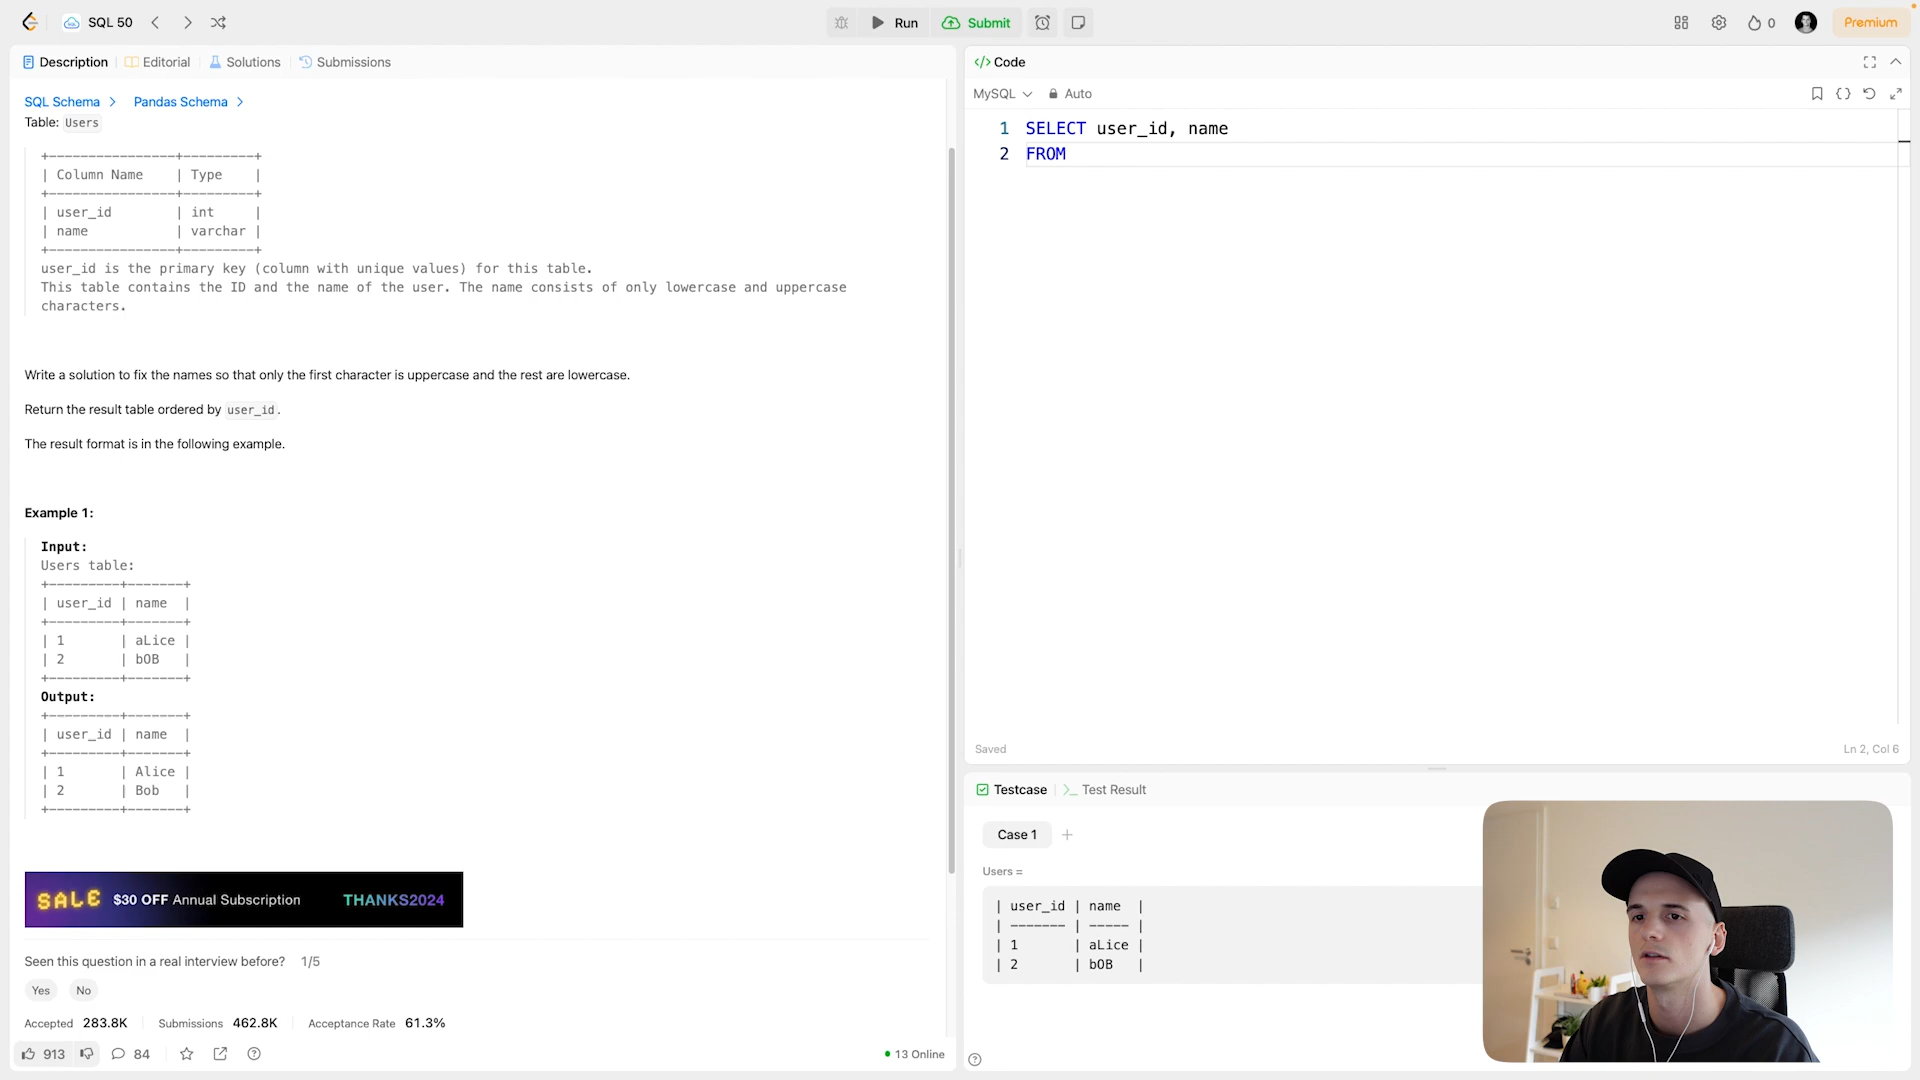 SQL 50
Run
Submit
0
Premium
Description
Editorial
Solutions
Submissions
SQL Schema
Pandas Schema
Table: Users
+----------------+---------+
| Column Name    | Type    |
+----------------+---------+
| user_id        | int     |
| name           | varchar |
+----------------+---------+
user_id is the primary key (column with unique values) for this table.
This table contains the ID and the name of the user. The name consists of only lowercase and uppercase
characters.
Write a solution to fix the names so that only the first character is uppercase and the rest are lowercase.
Return the result table ordered by user_id.
The result format is in the following example.
Example 1:
Input:
Users table:
+---------+-------+
| user_id | name  |
+---------+-------+
| 1       | aLice |
| 2       | bOB   |
+---------+-------+
Output:
+---------+-------+
| user_id | name  |
+---------+-------+
| 1       | Alice |
| 2       | Bob   |
+---------+-------+
SALE $30 OFF Annual Subscription THANKS2024
Seen this question in a real interview before? 1/5
Yes No
Accepted 283.8K Submissions 462.8K Acceptance Rate 61.3%
913 84
13 Online
</> Code
MySQL Auto
1 SELECT user_id, name
2 FROM
Saved
Ln 2, Col 6
Testcase
>_ Test Result
Case 1 +
Users =
| user_id | name  |
| ------- | ----- |
| 1       | aLice |
| 2       | bOB   |